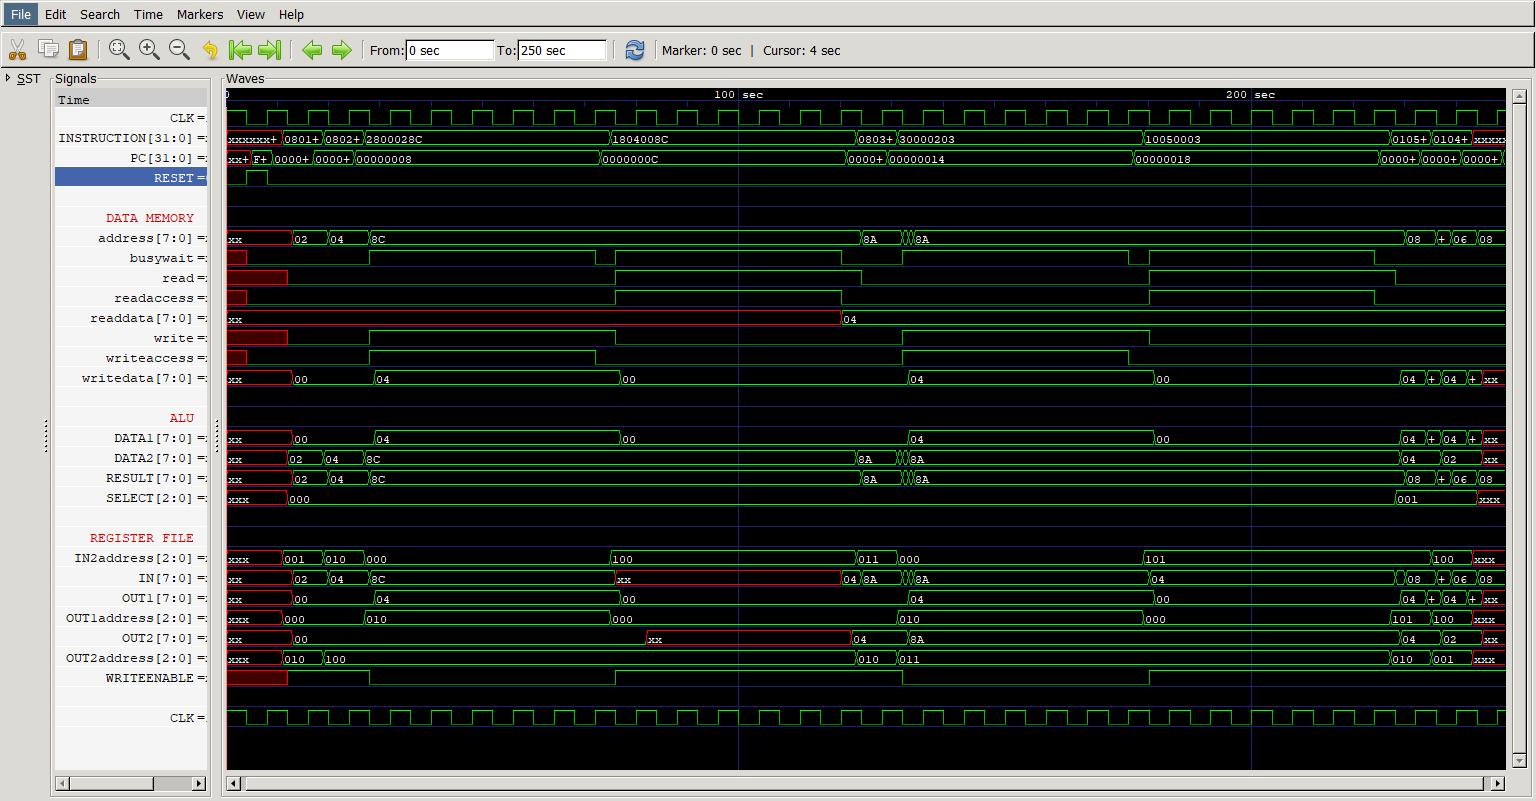 File Edit Search Time Markers View Help
From: 0 sec To: 250 sec Marker: 0 sec | Cursor: 4 sec
SST Signals Waves
Time 0 100 sec 200 sec
CLK =
INSTRUCTION[31:0] = xxxxxx+ 0801+ 0802+ 2800028C 1804008C 0803+ 30000203 10050003 0105+ 0104+ xxxxx
PC[31:0] = xx+ F+ 0000+ 0000+ 00000008 0000000C 0000+ 00000014 00000018 0000+ 0000+ 0000+
RESET =
DATA MEMORY
address[7:0] = xx 02 04 8C 8A 8A 08 + 06 08
busywait =
read =
readaccess =
readdata[7:0] = xx 04
write =
writeaccess =
writedata[7:0] = xx 00 04 00 04 00 04 + 04 + xx
ALU
DATA1[7:0] = xx 00 04 00 04 00 04 + 04 + xx
DATA2[7:0] = xx 02 04 8C 8A 8A 04 02 xx
RESULT[7:0] = xx 02 04 8C 8A 8A 08 + 06 08
SELECT[2:0] = xxx 000 001 xxx
REGISTER FILE
IN2address[2:0] = xxx 001 010 000 100 011 000 101 100 xxx
IN[7:0] = xx 02 04 8C xx 04 8A 8A 04 08 + 06 08
OUT1[7:0] = xx 00 04 00 04 00 04 + 04 + xx
OUT1address[2:0] = xxx 000 010 000 010 000 101 100 xxx
OUT2[7:0] = xx 00 xx 04 8A 04 02 xx
OUT2address[2:0] = xxx 010 100 010 011 010 001 xxx
WRITEENABLE =
CLK =